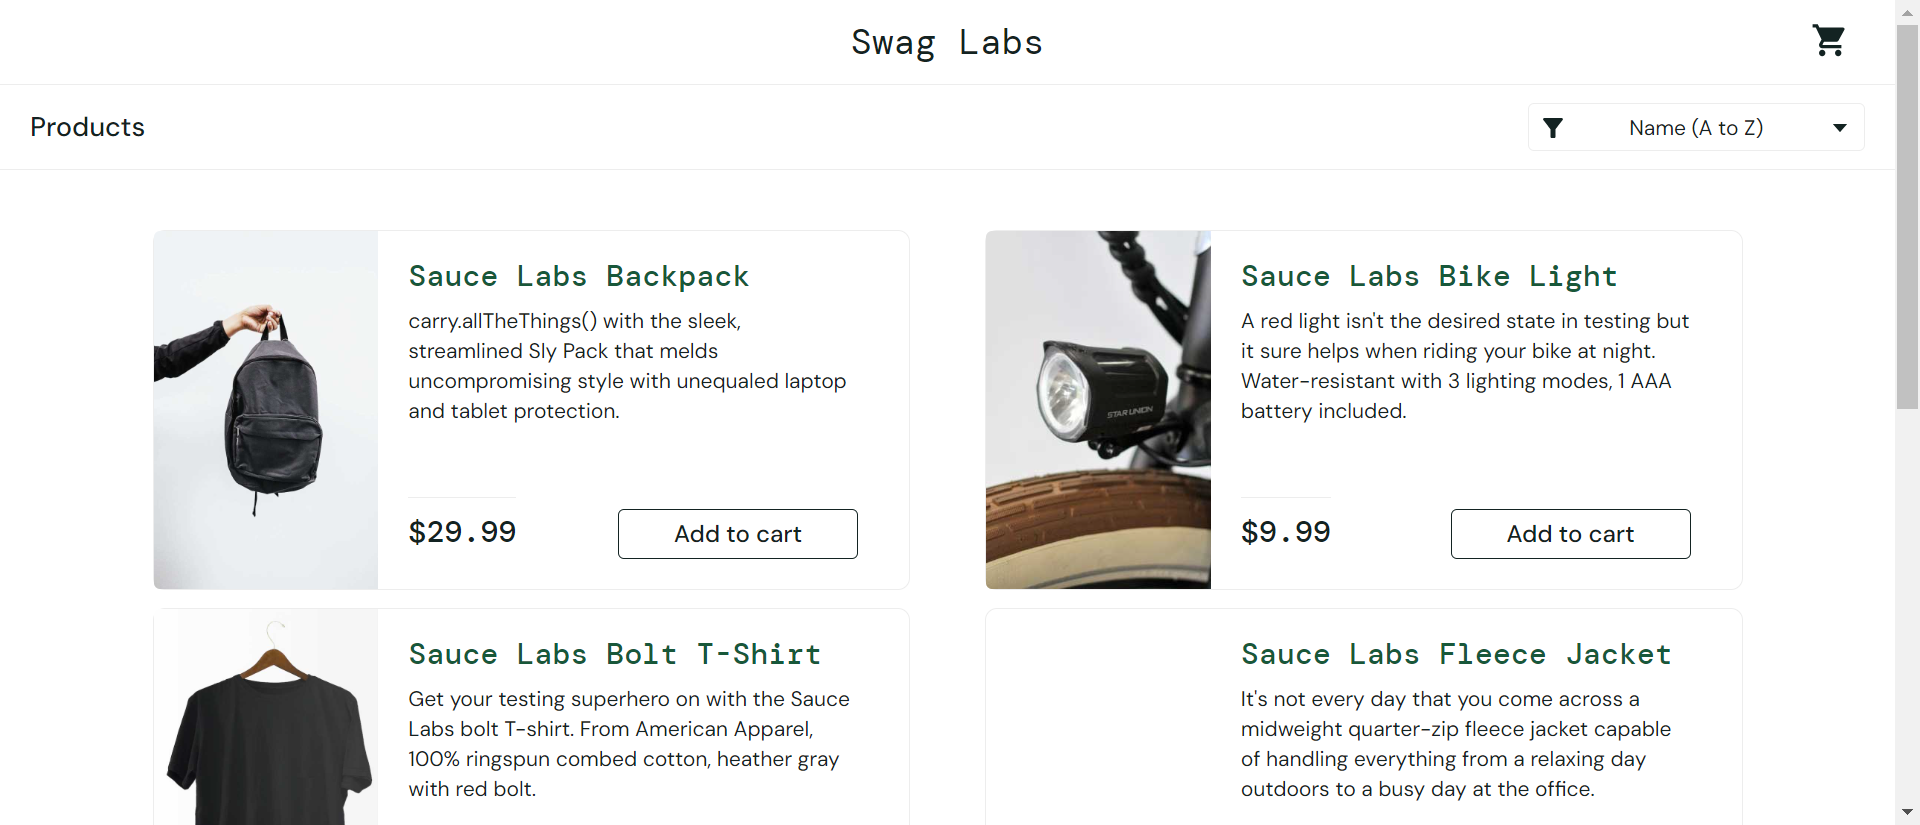 Swag Labs
Products
Name (A to Z)
Sauce Labs Backpack
carry.allTheThings() with the sleek,
streamlined Sly Pack that melds
uncompromising style with unequaled laptop
and tablet protection.
$29.99
Add to cart
Sauce Labs Bike Light
A red light isn't the desired state in testing but
it sure helps when riding your bike at night.
Water-resistant with 3 lighting modes, 1 AAA
battery included.
STAR UNION
$9.99
Add to cart
Sauce Labs Bolt T-Shirt
Get your testing superhero on with the Sauce
Labs bolt T-shirt. From American Apparel,
100% ringspun combed cotton, heather gray
with red bolt.
Sauce Labs Fleece Jacket
It's not every day that you come across a
midweight quarter-zip fleece jacket capable
of handling everything from a relaxing day
outdoors to a busy day at the office.